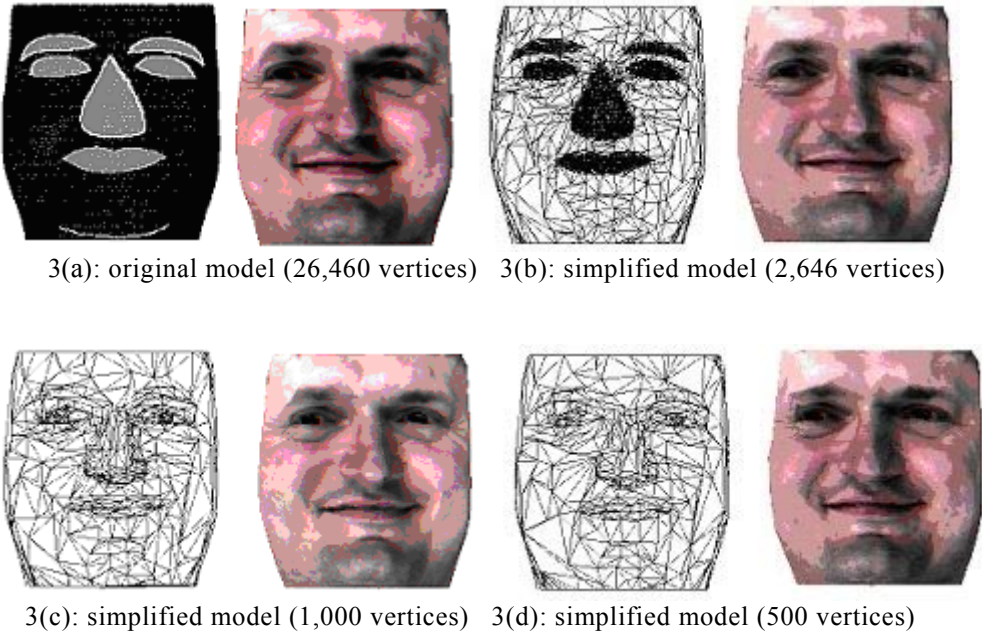 3(a): original model (26,460 vertices)
3(b): simplified model (2,646 vertices)
3(c): simplified model (1,000 vertices)
3(d): simplified model (500 vertices)